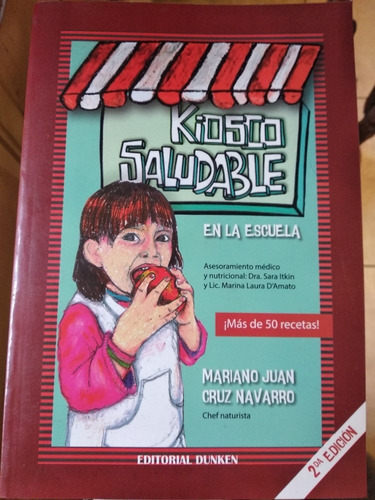 Kiosco
SALUDABLE
EN LA ESCUELA
Asesoramiento médico
y nutricional: Dra. Sara Itkin
y Lic. Marina Laura D'Amato
¡Más de 50 recetas!
MARIANO JUAN
CRUZ NAVARRO
Chef naturista
EDITORIAL DUNKEN
2DA EDICIÓN